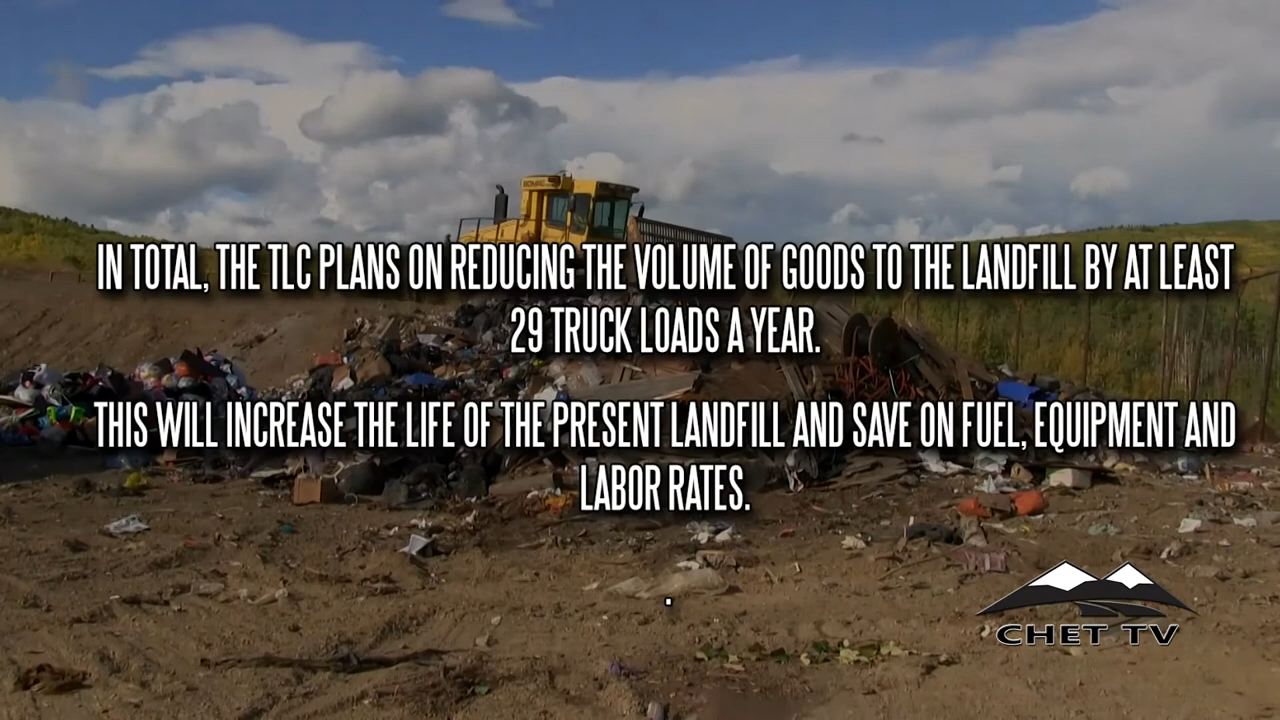 IN TOTAL, THE TLC PLANS ON REDUCING THE VOLUME OF GOODS TO THE LANDFILL BY AT LEAST
29 TRUCK LOADS A YEAR.
THIS WILL INCREASE THE LIFE OF THE PRESENT LANDFILL AND SAVE ON FUEL, EQUIPMENT AND
LABOR RATES.
.
CHET TV